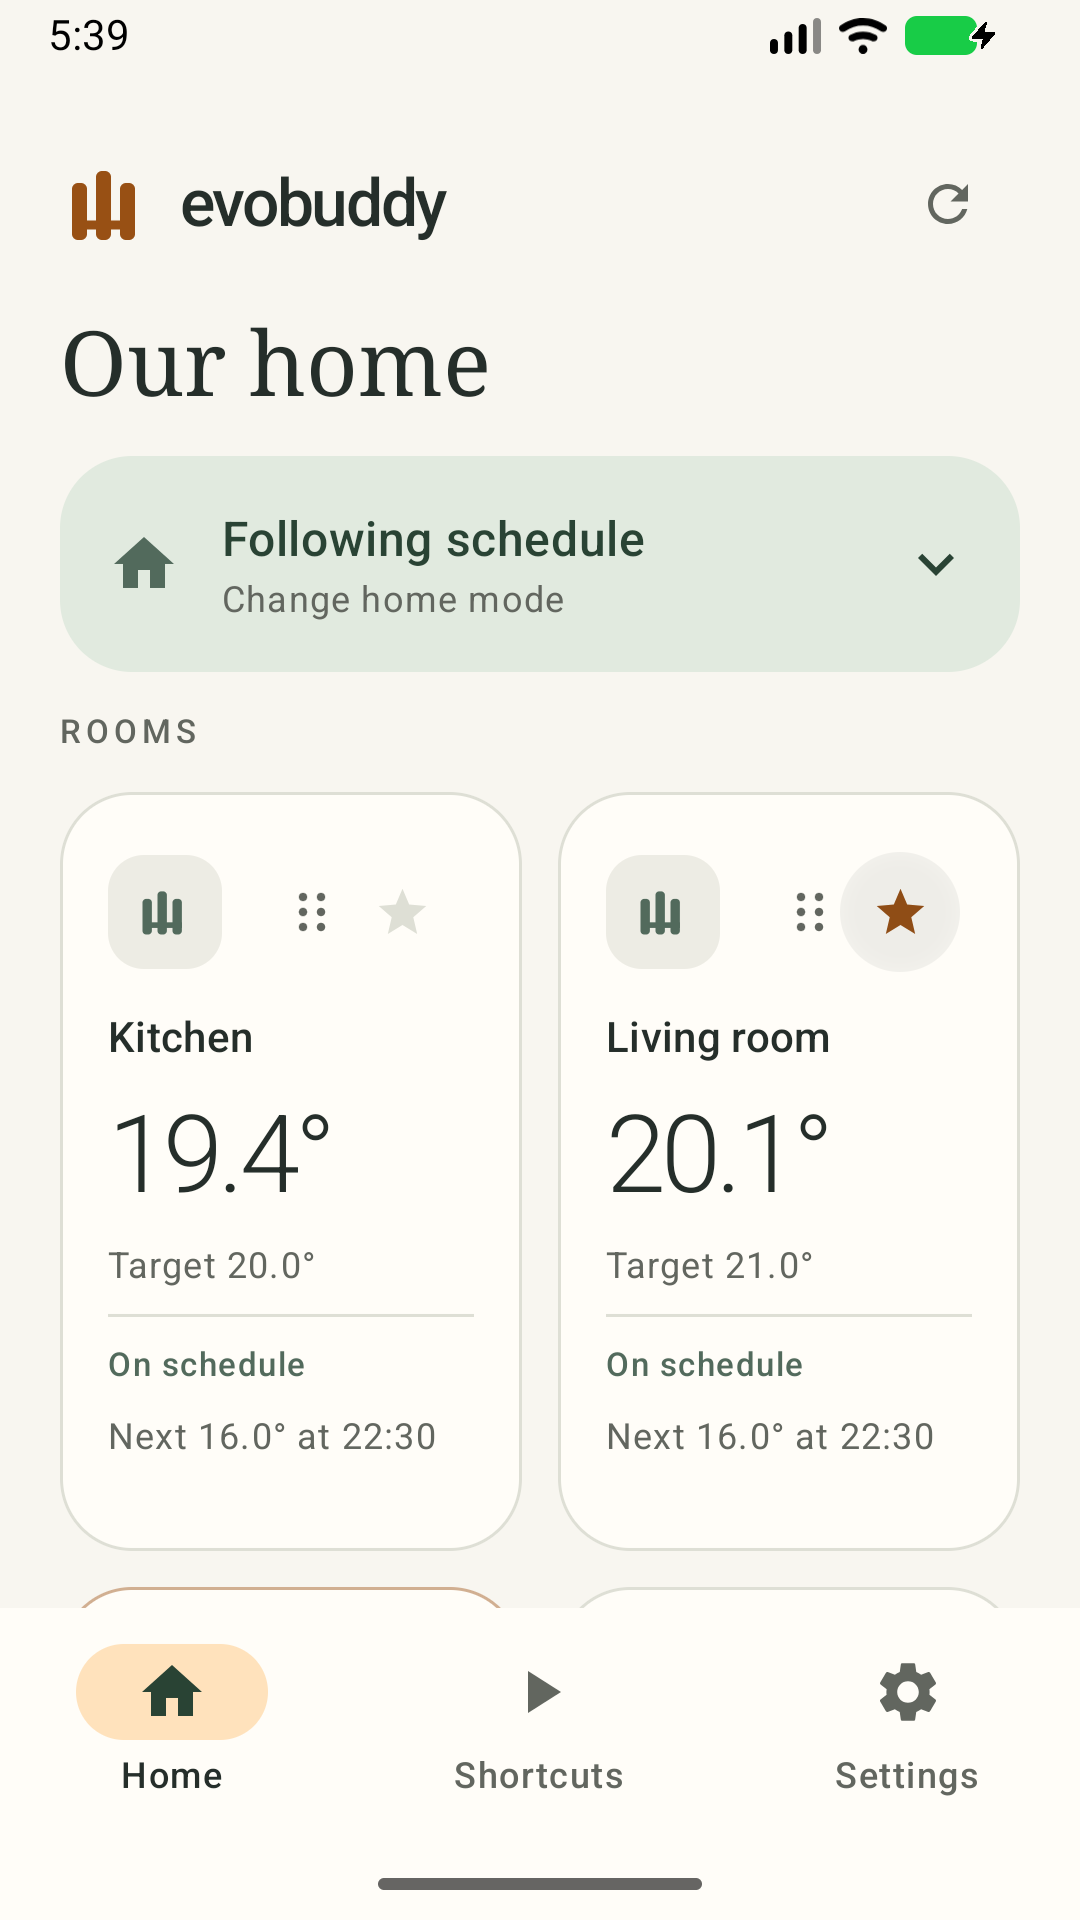 5:39
evobuddy
Our home
Following schedule
Change home mode
ROOMS
Kitchen
19.4°
Target 20.0°
On schedule
Next 16.0° at 22:30
Living room
20.1°
Target 21.0°
On schedule
Next 16.0° at 22:30
Home
Shortcuts
Settings